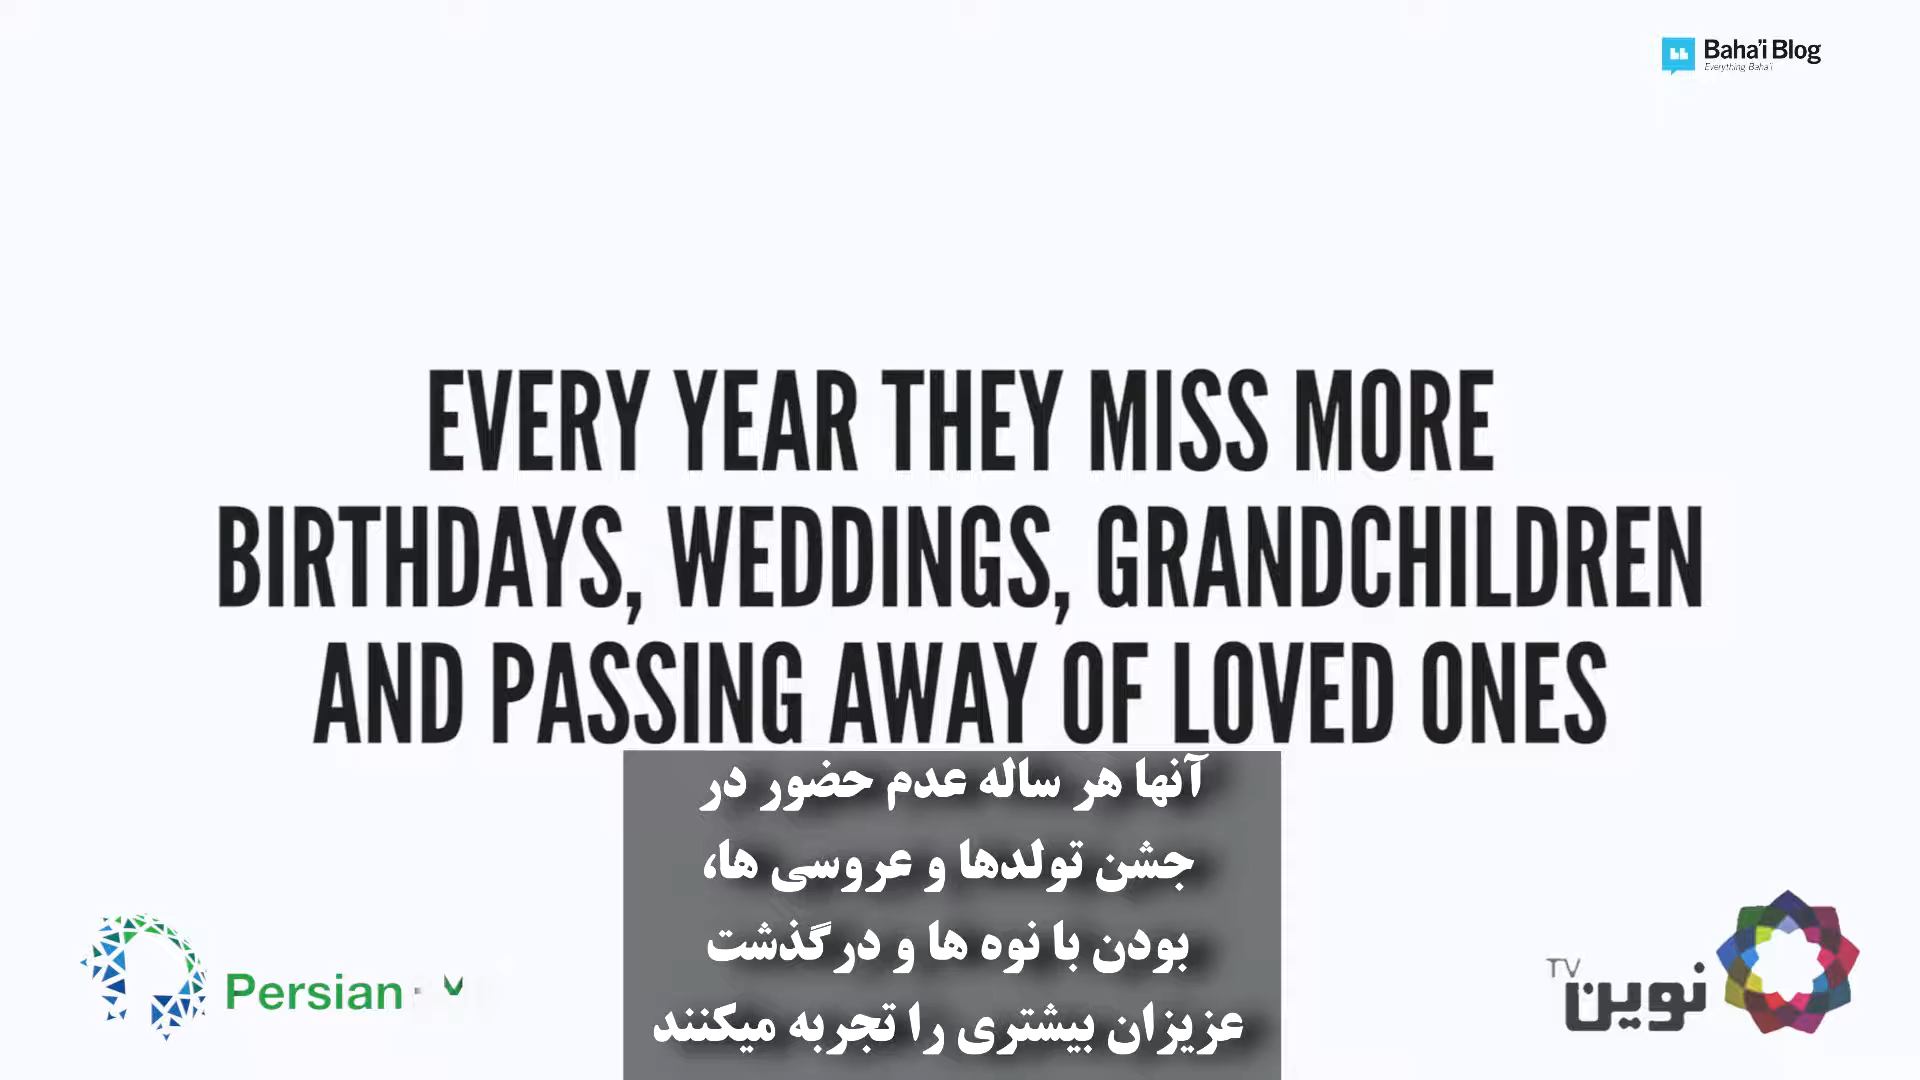 Baha'i Blog
Everything Baha'i
EVERY YEAR THEY MISS MORE
BIRTHDAYS, WEDDINGS, GRANDCHILDREN
AND PASSING AWAY OF LOVED ONES
آنها هر ساله عدم حضور در
جشن تولدها و عروسی ها،
بودن با نوه ها و درگذشت
عزیزان بیشتری را تجربه میکنند
Persian
نوین TV